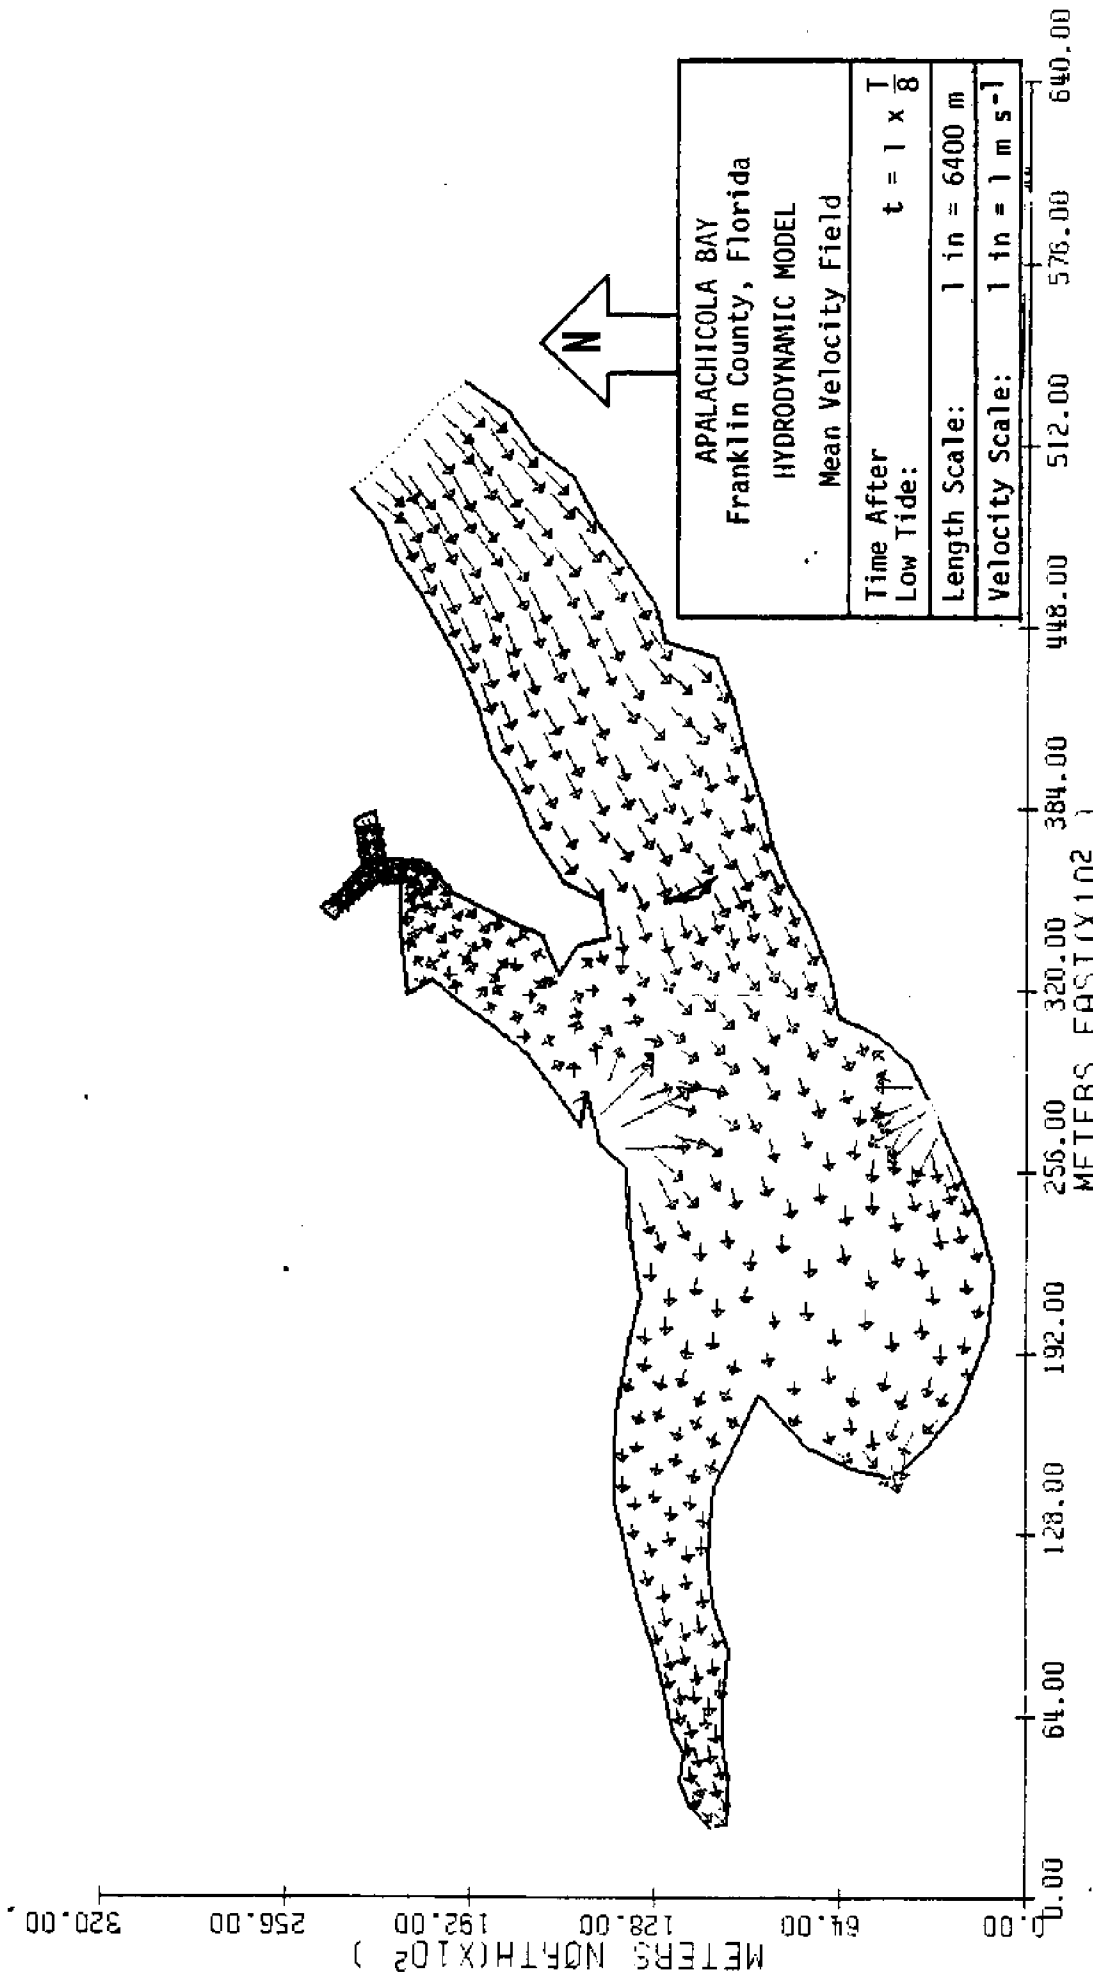 N
APALACHICOLA BAY
Franklin County, Florida
HYDRODYNAMIC MODEL
Mean Velocity Field
Time After
Low Tide: t = 1 x T/8
Length Scale: 1 in = 6400 m
Velocity Scale: 1 in = 1 m s⁻¹
METERS NORTH(X10²)
320.00
256.00
192.00
128.00
64.00
0.00
0.00 64.00 128.00 192.00 256.00 320.00 384.00 448.00 512.00 576.00 640.00
METERS EAST(X102 )